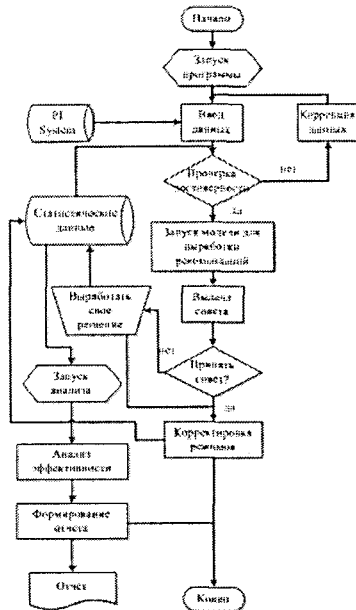 Начало
Запуск
программы
PI
System
Ввод
данных
Коррекция
данных
Проверка
достоверности
нет
да
Статистические
данные
Запуск модели для
выработки
рекомендаций
Выработать
свое
решение
Выдача
совета
нет
Принять
совет?
да
Запуск
анализа
Корректировка
режимов
Анализ
эффективности
Формирование
отчета
Отчет
Конец